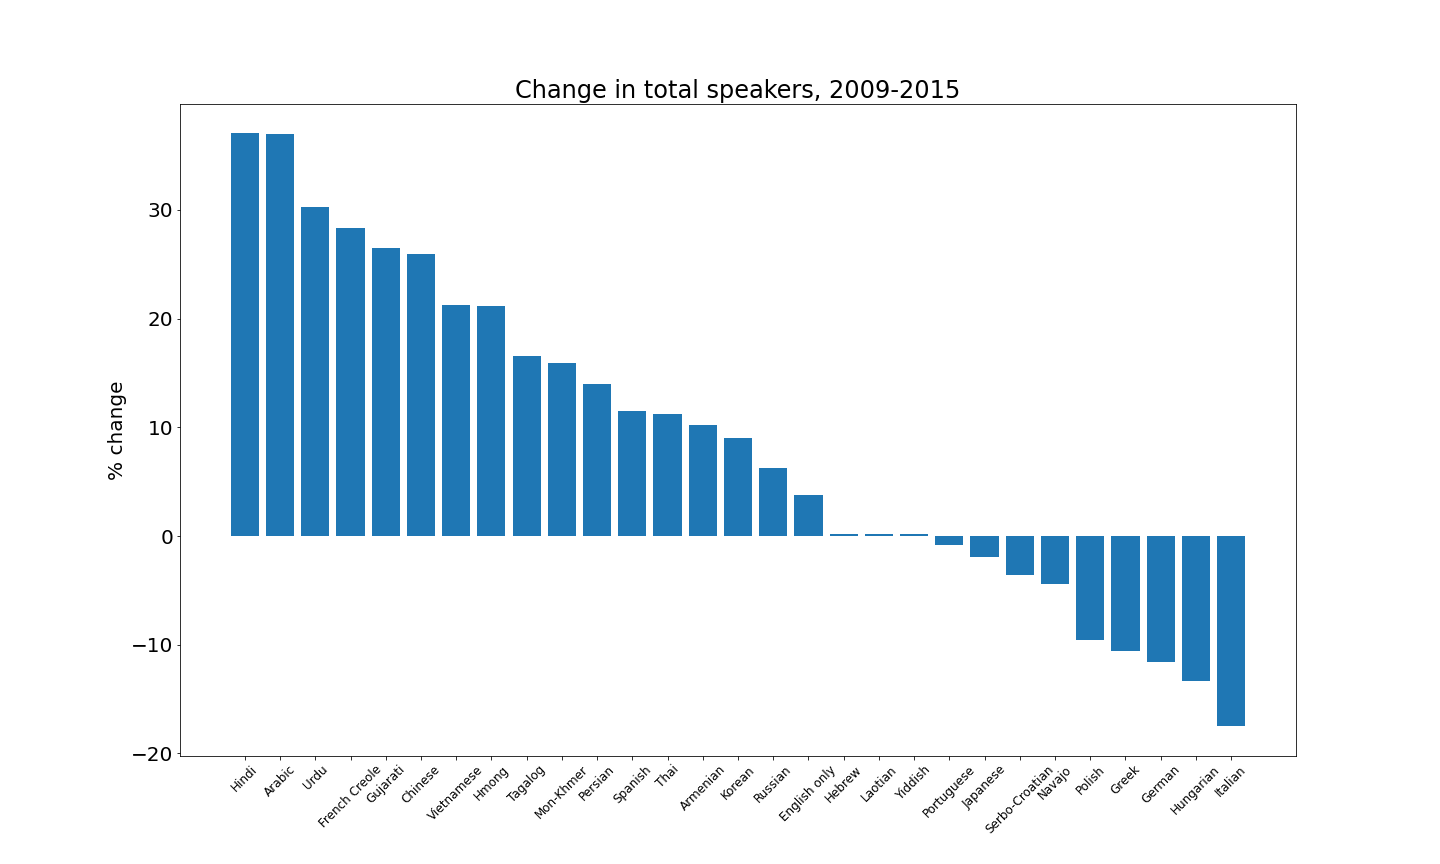 Change in total speakers, 2009-2015
% change
30
20
10
0
−10
−20
Hindi
Arabic
Urdu
French Creole
Gujarati
Chinese
Vietnamese
Hmong
Tagalog
Mon-Khmer
Persian
Spanish
Thai
Armenian
Korean
Russian
English only
Hebrew
Laotian
Yiddish
Portuguese
Japanese
Serbo-Croatian
Navajo
Polish
Greek
German
Hungarian
Italian